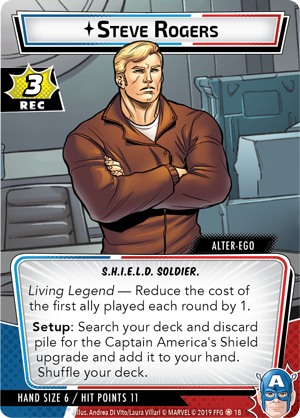 Steve Rogers
3
REC
ALTER-EGO
S.H.I.E.L.D. SOLDIER.
Living Legend — Reduce the cost of
the first ally played each round by 1.
Setup: Search your deck and discard
pile for the Captain America's Shield
upgrade and add it to your hand.
Shuffle your deck.
A
HAND SIZE 6 / HIT POINTS 11
Illus. Andrea Di Vito/Laura Villari © MARVEL © 2019 FFG 1B